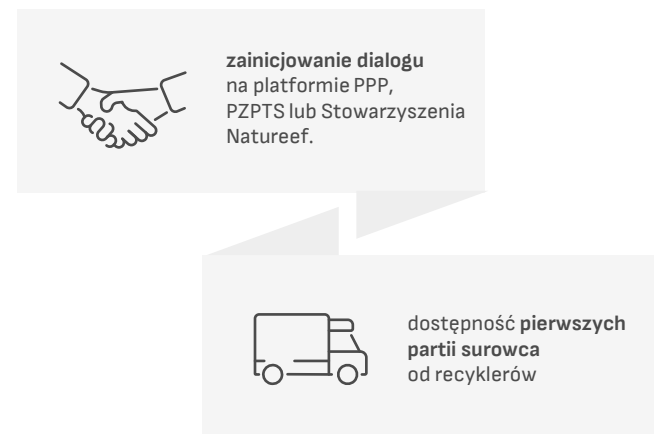 zainicjowanie dialogu
na platformie PPP,
PZPTS lub Stowarzyszenia
Natureef.
dostępność pierwszych
partii surowca
od recyklerów